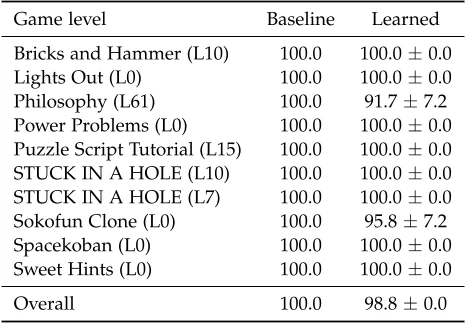 Game level Baseline Learned
Bricks and Hammer (L10) 100.0 100.0 ± 0.0
Lights Out (L0) 100.0 100.0 ± 0.0
Philosophy (L61) 100.0 91.7 ± 7.2
Power Problems (L0) 100.0 100.0 ± 0.0
Puzzle Script Tutorial (L15) 100.0 100.0 ± 0.0
STUCK IN A HOLE (L10) 100.0 100.0 ± 0.0
STUCK IN A HOLE (L7) 100.0 100.0 ± 0.0
Sokofun Clone (L0) 100.0 95.8 ± 7.2
Spacekoban (L0) 100.0 100.0 ± 0.0
Sweet Hints (L0) 100.0 100.0 ± 0.0
Overall 100.0 98.8 ± 0.0